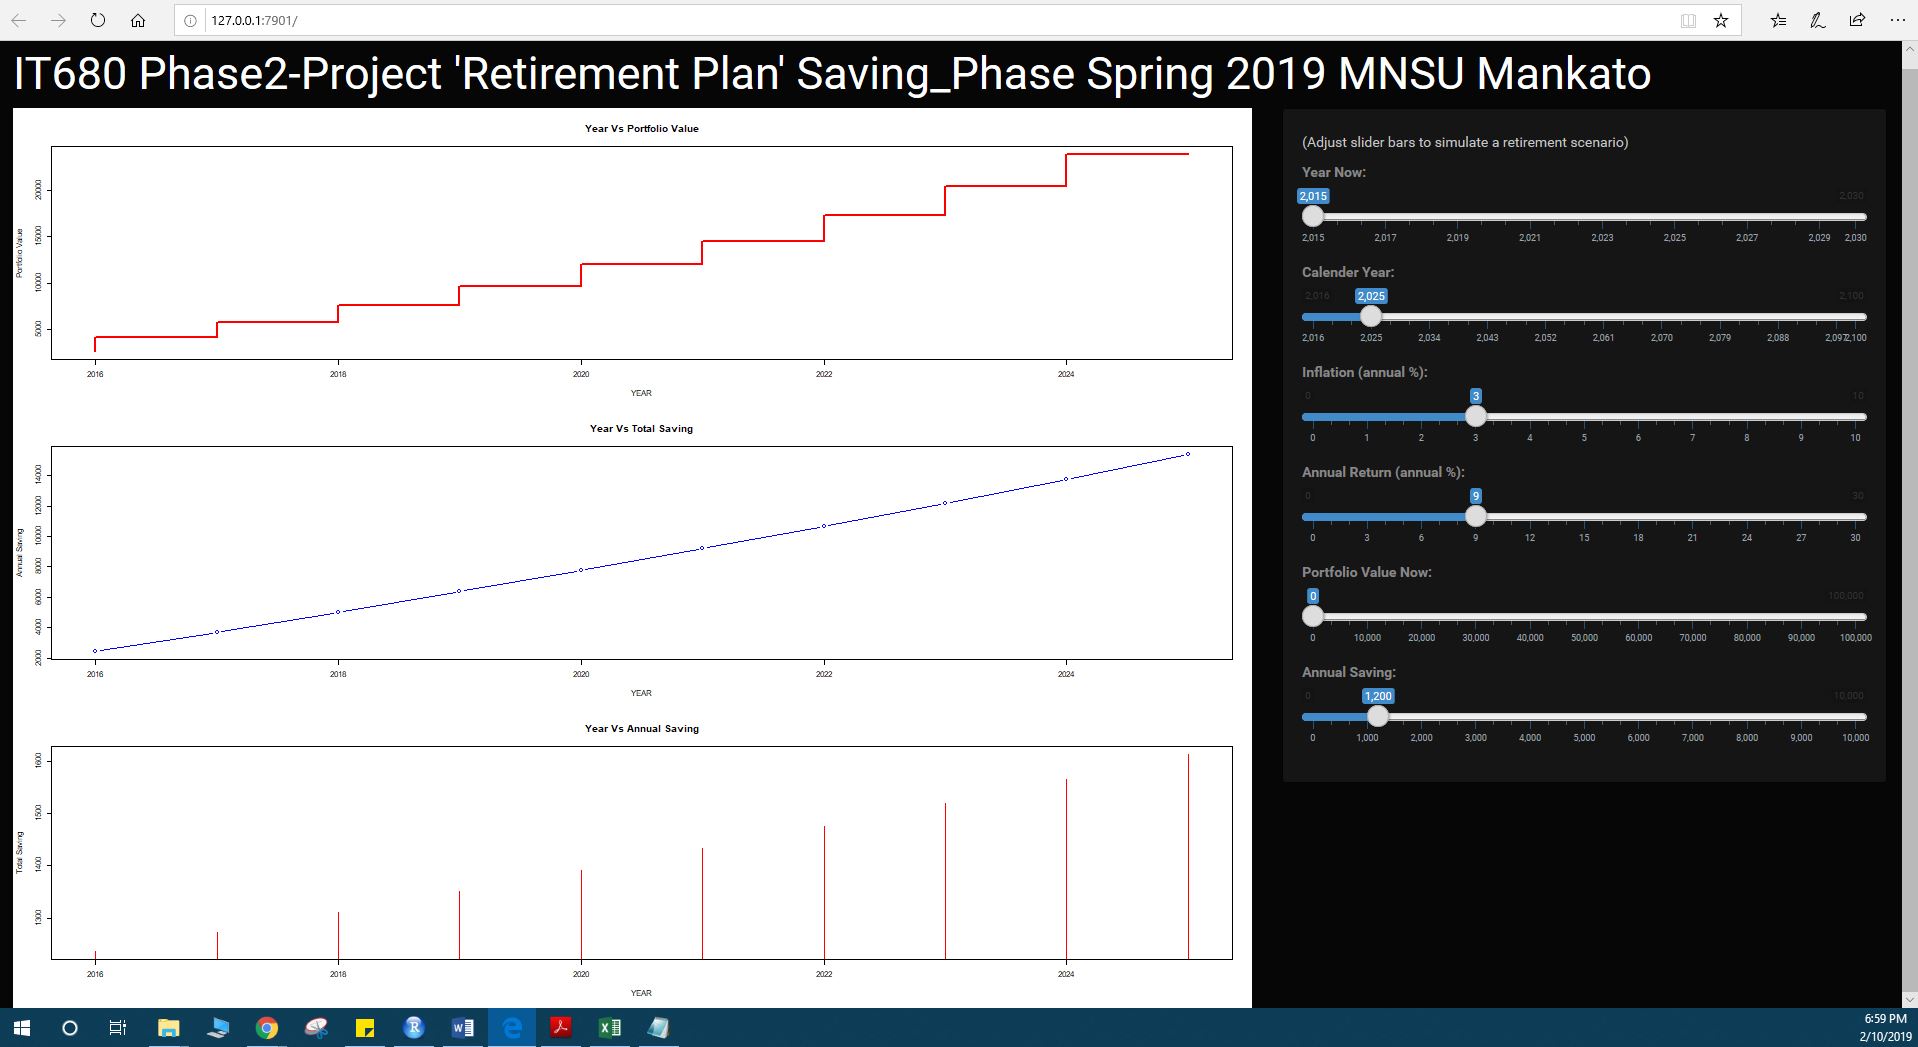 127.0.0.1:7901/
IT680 Phase2-Project 'Retirement Plan' Saving_Phase Spring 2019 MNSU Mankato
Year Vs Portfolio Value
Portfolio Value
5000 10000 15000 20000
2016 2018 2020 2022 2024
YEAR
Year Vs Total Saving
Annual Saving
2000 4000 6000 8000 10000 12000 14000
2016 2018 2020 2022 2024
YEAR
Year Vs Annual Saving
Total Saving
1300 1400 1500 1600
2016 2018 2020 2022 2024
YEAR
(Adjust slider bars to simulate a retirement scenario)
Year Now:
2,015 2,030
2,015 2,017 2,019 2,021 2,023 2,025 2,027 2,029 2,030
Calender Year:
2,016 2,025 2,100
2,016 2,025 2,034 2,043 2,052 2,061 2,070 2,079 2,088 2,097 2,100
Inflation (annual %):
0 3 10
0 1 2 3 4 5 6 7 8 9 10
Annual Return (annual %):
0 9 30
0 3 6 9 12 15 18 21 24 27 30
Portfolio Value Now:
0 100,000
0 10,000 20,000 30,000 40,000 50,000 60,000 70,000 80,000 90,000 100,000
Annual Saving:
0 1,200 10,000
0 1,000 2,000 3,000 4,000 5,000 6,000 7,000 8,000 9,000 10,000
6:59 PM
2/10/2019